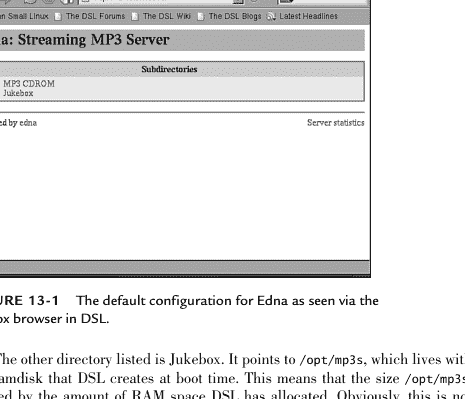 n Small Linux The DSL Forums The DSL Wiki The DSL Blogs Latest Headlines
a: Streaming MP3 Server
Subdirectories
MP3 CDROM
Jukebox
ed by edna Server statistics
URE 13-1 The default configuration for Edna as seen via the
ox browser in DSL.
The other directory listed is Jukebox. It points to /opt/mp3s, which lives wit
amdisk that DSL creates at boot time. This means that the size /opt/mp3s
ed by the amount of RAM space DSL has allocated. Obviously, this is no